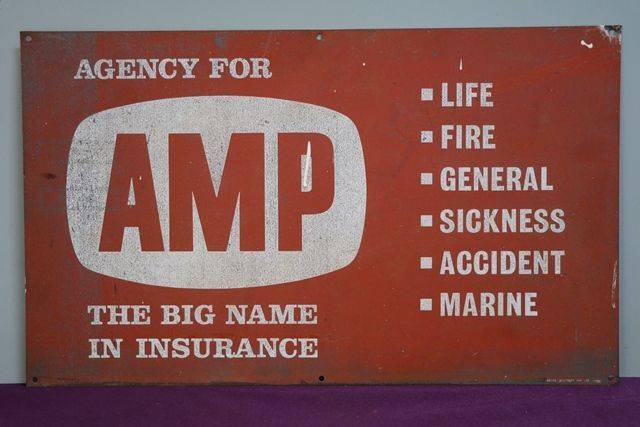 AGENCY FOR
AMP
THE BIG NAME
IN INSURANCE
LIFE
FIRE
GENERAL
SICKNESS
ACCIDENT
MARINE